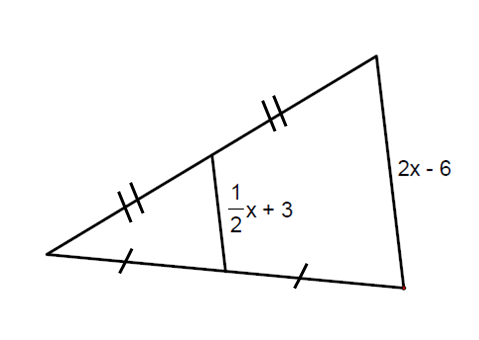 2x - 6
1/2x + 3